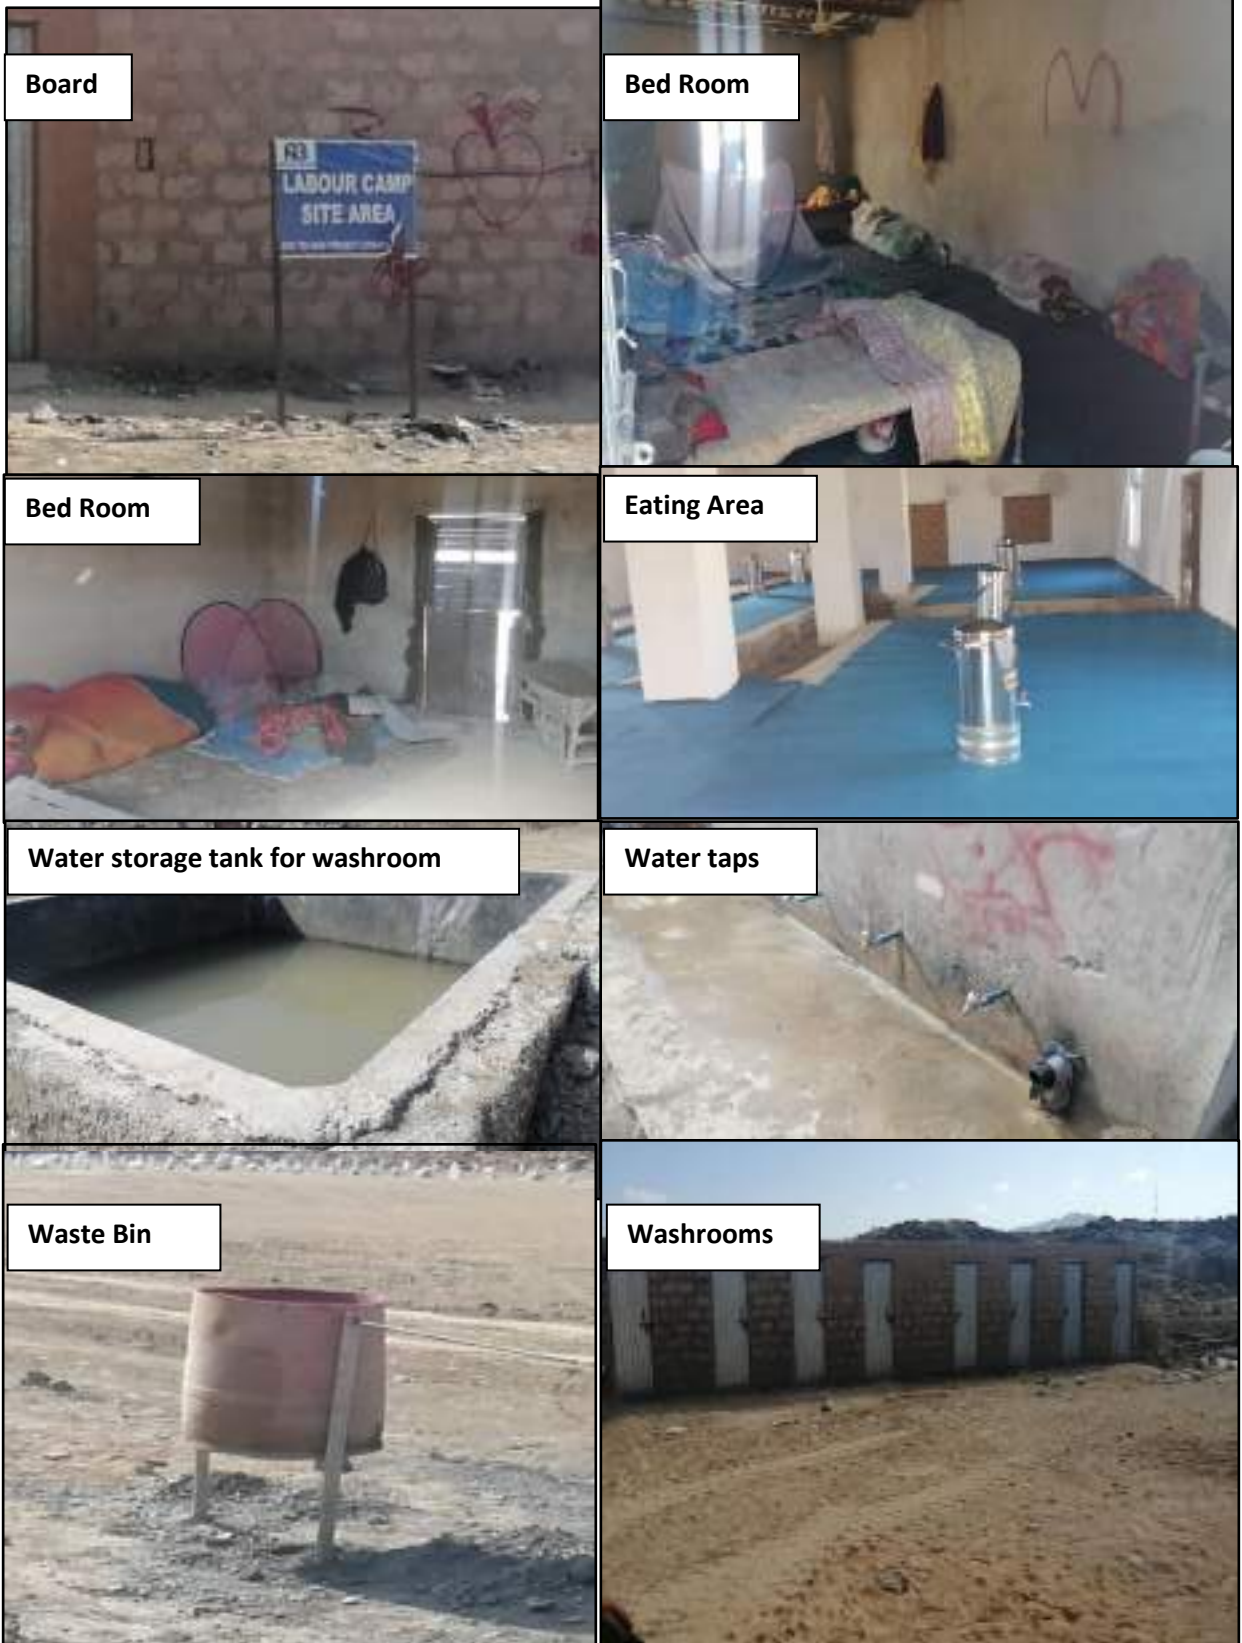 Board
Bed Room
LABOUR CAMP
SITE AREA
Bed Room
Eating Area
Water storage tank for washroom
Water taps
Waste Bin
Washrooms